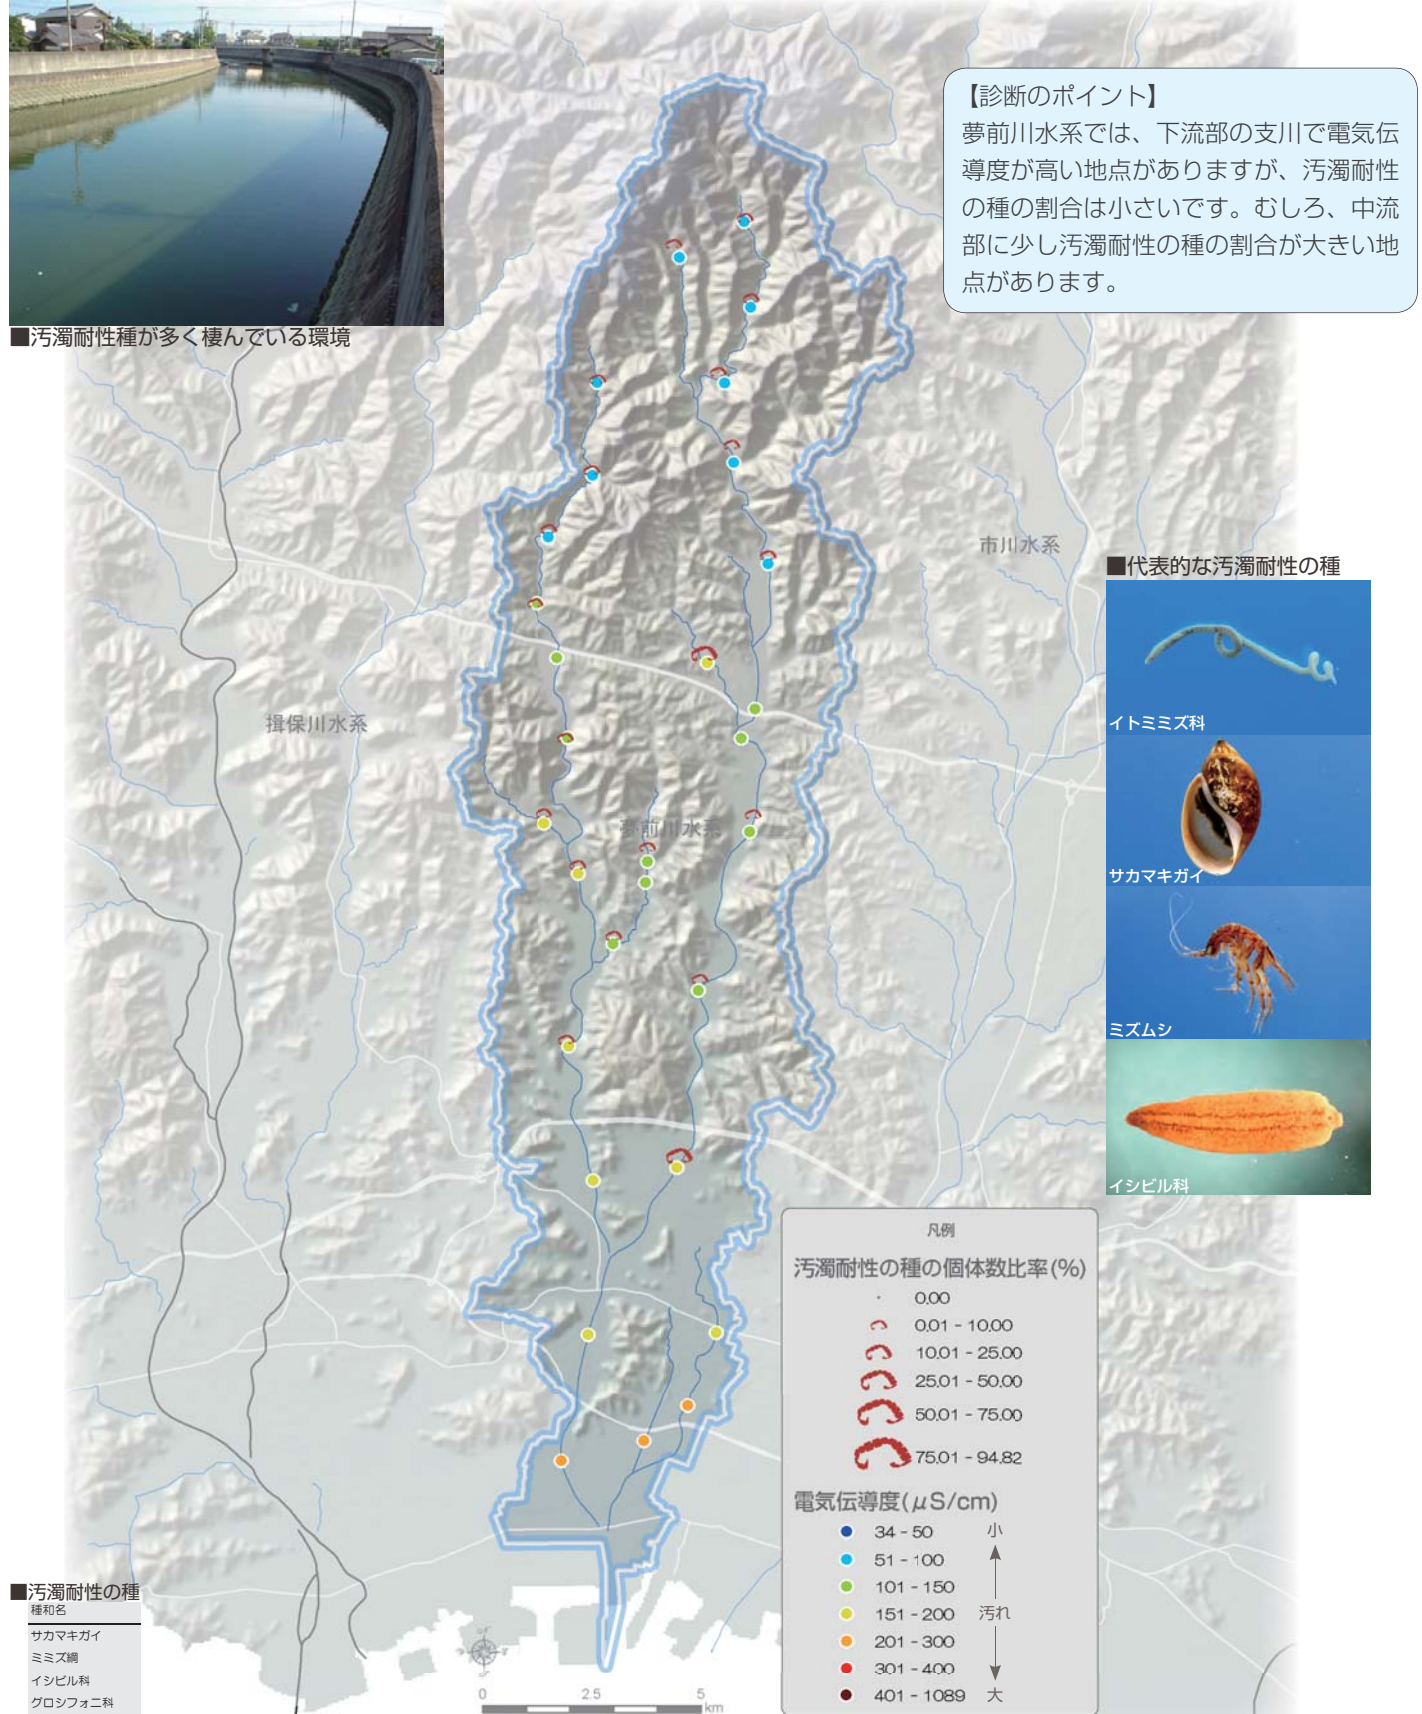 【診断のポイント】
夢前川水系では、下流部の支川で電気伝
導度が高い地点がありますが、汚濁耐性
の種の割合は小さいです。むしろ、中流
部に少し汚濁耐性の種の割合が大きい地
点があります。
■汚濁耐性種が多く棲んでいる環境
市川水系
■代表的な汚濁耐性の種
イトミミズ科
揖保川水系
夢前川水系
サカマキガイ
ミズムシ
イシビル科
凡例
汚濁耐性の種の個体数比率(%)
0.00
0.01 - 10.00
10.01 - 25.00
25.01 - 50.00
50.01 - 75.00
75.01 - 94.82
電気伝導度(μS/cm)
34 - 50 小
51 - 100
101 - 150
151 - 200 汚れ
201 - 300
301 - 400
401 - 1089 大
■汚濁耐性の種
種和名
サカマキガイ
ミミズ綱
イシビル科
グロシフォニ科
0 2.5 5
km